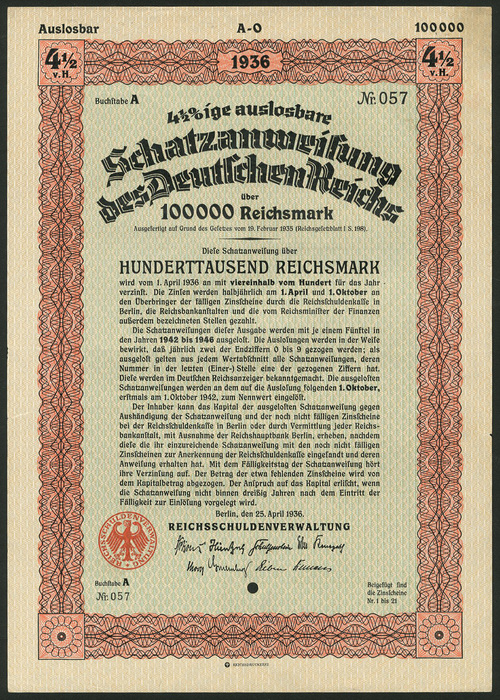 Auslosbar A-O 100000
4½ v.H. 1936 4½ v.H.
Buchstabe A Nr. 057
4½%ige auslosbare
Schatzanweisung
des Deutschen Reichs
über
100000 Reichsmark
Ausgefertigt auf Grund des Gesetzes vom 19. Februar 1935 (Reichsgesetzblatt I S. 198).
Diese Schatzanweisung über
HUNDERTTAUSEND REICHSMARK
wird vom 1. April 1936 an mit viereinhalb vom Hundert für das Jahr
verzinst. Die Zinsen werden halbjährlich am 1. April und 1. Oktober an
den Überbringer der fälligen Zinsscheine durch die Reichsschuldenkasse in
Berlin, die Reichsbankanstalten und die vom Reichsminister der Finanzen
außerdem bezeichneten Stellen gezahlt.
Die Schatzanweisungen dieser Ausgabe werden mit je einem Fünftel in
den Jahren 1942 bis 1946 ausgelost. Die Auslosungen werden in der Weise
bewirkt, daß jährlich zwei der Endziffern 0 bis 9 gezogen werden; als
ausgelost gelten aus jedem Wertabschnitt alle Schatzanweisungen, deren
Nummer in der letzten (Einer-) Stelle eine der gezogenen Ziffern hat.
Diese werden im Deutschen Reichsanzeiger bekanntgemacht. Die ausgelosten
Schatzanweisungen werden an dem auf die Auslosung folgenden 1. Oktober,
erstmals am 1. Oktober 1942, zum Nennwert eingelöst.
Der Inhaber kann das Kapital der ausgelosten Schatzanweisung gegen
Aushändigung der Schatzanweisung und der noch nicht fälligen Zinsscheine
bei der Reichsschuldenkasse in Berlin oder durch Vermittlung jeder Reichs-
bankanstalt, mit Ausnahme der Reichshauptbank Berlin, erheben, nachdem
diese die ihr einzureichende Schatzanweisung mit den noch nicht fälligen
Zinsscheinen zur Anerkennung der Reichsschuldenkasse eingesandt und deren
Anweisung erhalten hat. Mit dem Fälligkeitstag der Schatzanweisung hört
ihre Verzinsung auf. Der Betrag der etwa fehlenden Zinsscheine wird von
dem Kapitalbetrag abgezogen. Der Anspruch auf das Kapital erlischt, wenn
die Schatzanweisung nicht binnen dreißig Jahren nach dem Eintritt der
Fälligkeit zur Einlösung vorgelegt wird.
Berlin, den 25. April 1936.
REICHSSCHULDENVERWALTUNG
REICHSSCHULDENVERWALTUNG
Buchstabe A
Nr. 057
Beigefügt sind
die Zinsscheine
Nr. 1 bis 21
REICHSDRUCKEREI